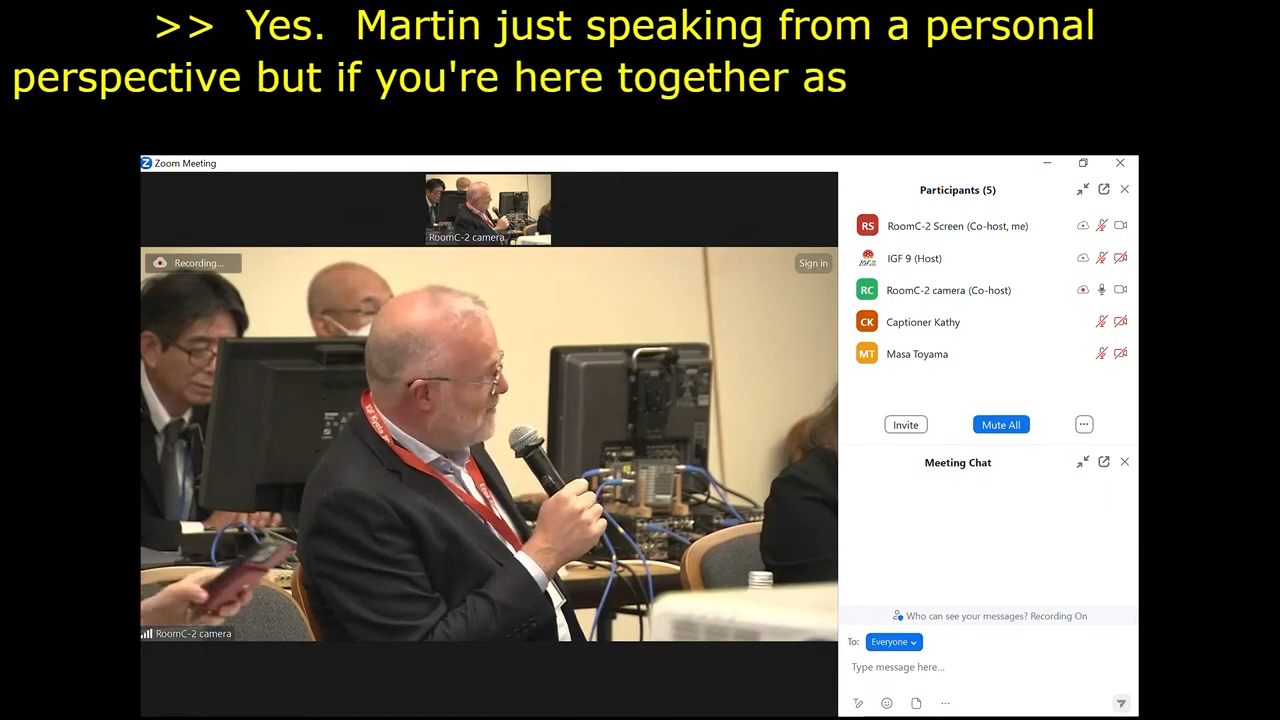 >> Yes. Martin just speaking from a personal
perspective but if you're here together as
Zoom Meeting
RoomC-2 camera
Recording...
Sign in
RoomC-2 camera
Participants (5)
RS RoomC-2 Screen (Co-host, me)
IGF 9 (Host)
RC RoomC-2 camera (Co-host)
CK Captioner Kathy
MT Masa Toyama
Invite
Mute All
Meeting Chat
Who can see your messages? Recording On
To: Everyone
Type message here...